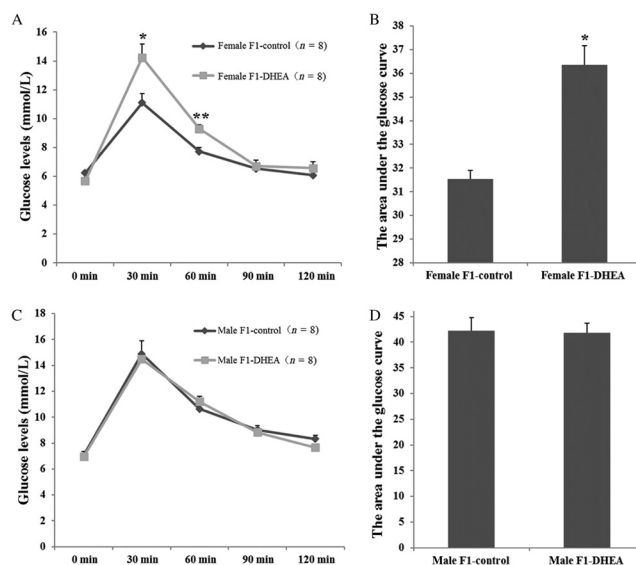 A
Glucose levels (mmol/L)
16
14
12
10
8
6
4
2
0
*
**
Female F1-control (n = 8)
Female F1-DHEA (n = 8)
0 min 30 min 60 min 90 min 120 min
B
The area under the glucose curve
38
37
36
35
34
33
32
31
30
29
28
*
Female F1-control Female F1-DHEA
C
Glucose levels (mmol/L)
18
16
14
12
10
8
6
4
2
0
Male F1-control (n = 8)
Male F1-DHEA (n = 8)
0 min 30 min 60 min 90 min 120 min
D
The area under the glucose curve
45
40
35
30
25
20
15
10
5
0
Male F1-control Male F1-DHEA